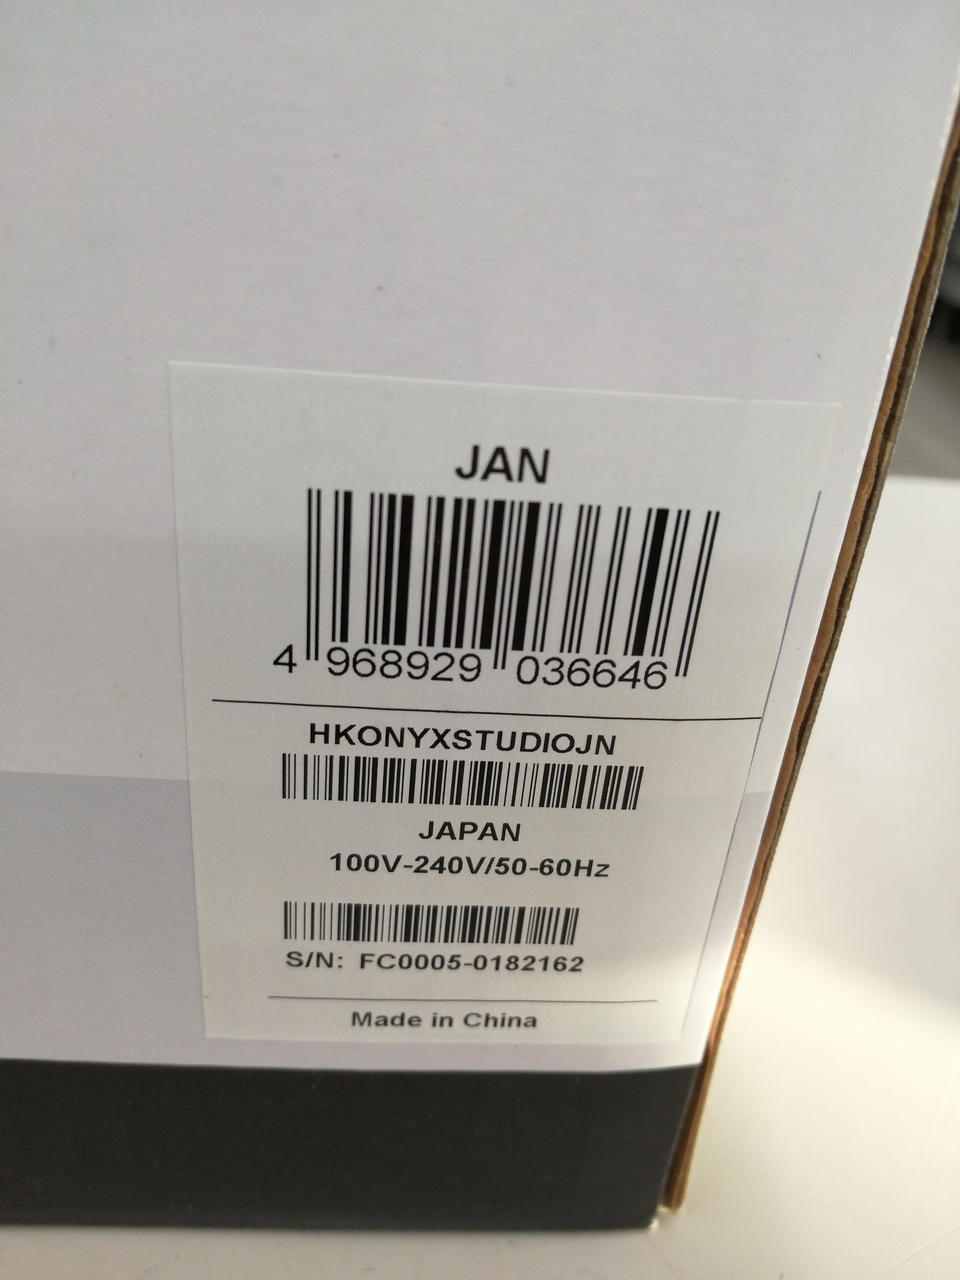 JAN
4 968929 036646
HKONYXSTUDIOJN
JAPAN
100V-240V/50-60Hz
S/N: FC0005-0182162
Made in China